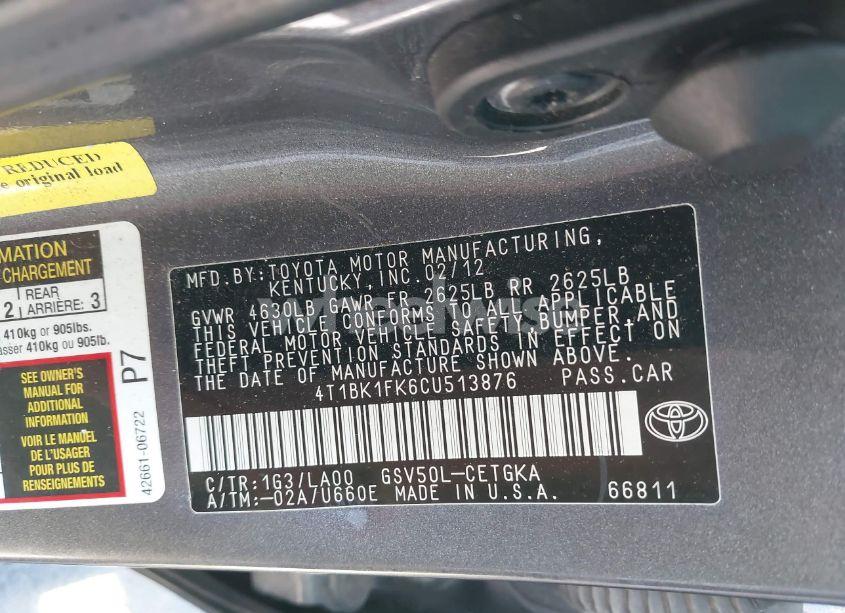 REDUCED
e original load
MATION
CHARGEMENT
2 REAR ARRIÈRE: 3
410kg or 905lbs.
asser 410kg ou 905lb.
SEE OWNER'S
MANUAL FOR
ADDITIONAL
INFORMATION
VOIR LE MANUEL
DU PLUS DE
RENSEIGNEMENTS
P7
42661-06722
MFD.BY:TOYOTA MOTOR MANUFACTURING,
KENTUCKY,INC.02/12
GVWR 4630LB GAWR FR 2625LB RR 2625LB
THIS VEHICLE CONFORMS TO ALL APPLICABLE
FEDERAL MOTOR VEHICLE SAFETY,BUMPER AND
THEFT PREVENTION STANDARDS IN EFFECT ON
THE DATE OF MANUFACTURE SHOWN ABOVE.
4T1BK1FK6CU513876 PASS.CAR
C/TR:1G3/LA00 GSV50L-CETGKA
A/TM:-02A/U660E MADE IN U.S.A. 66811